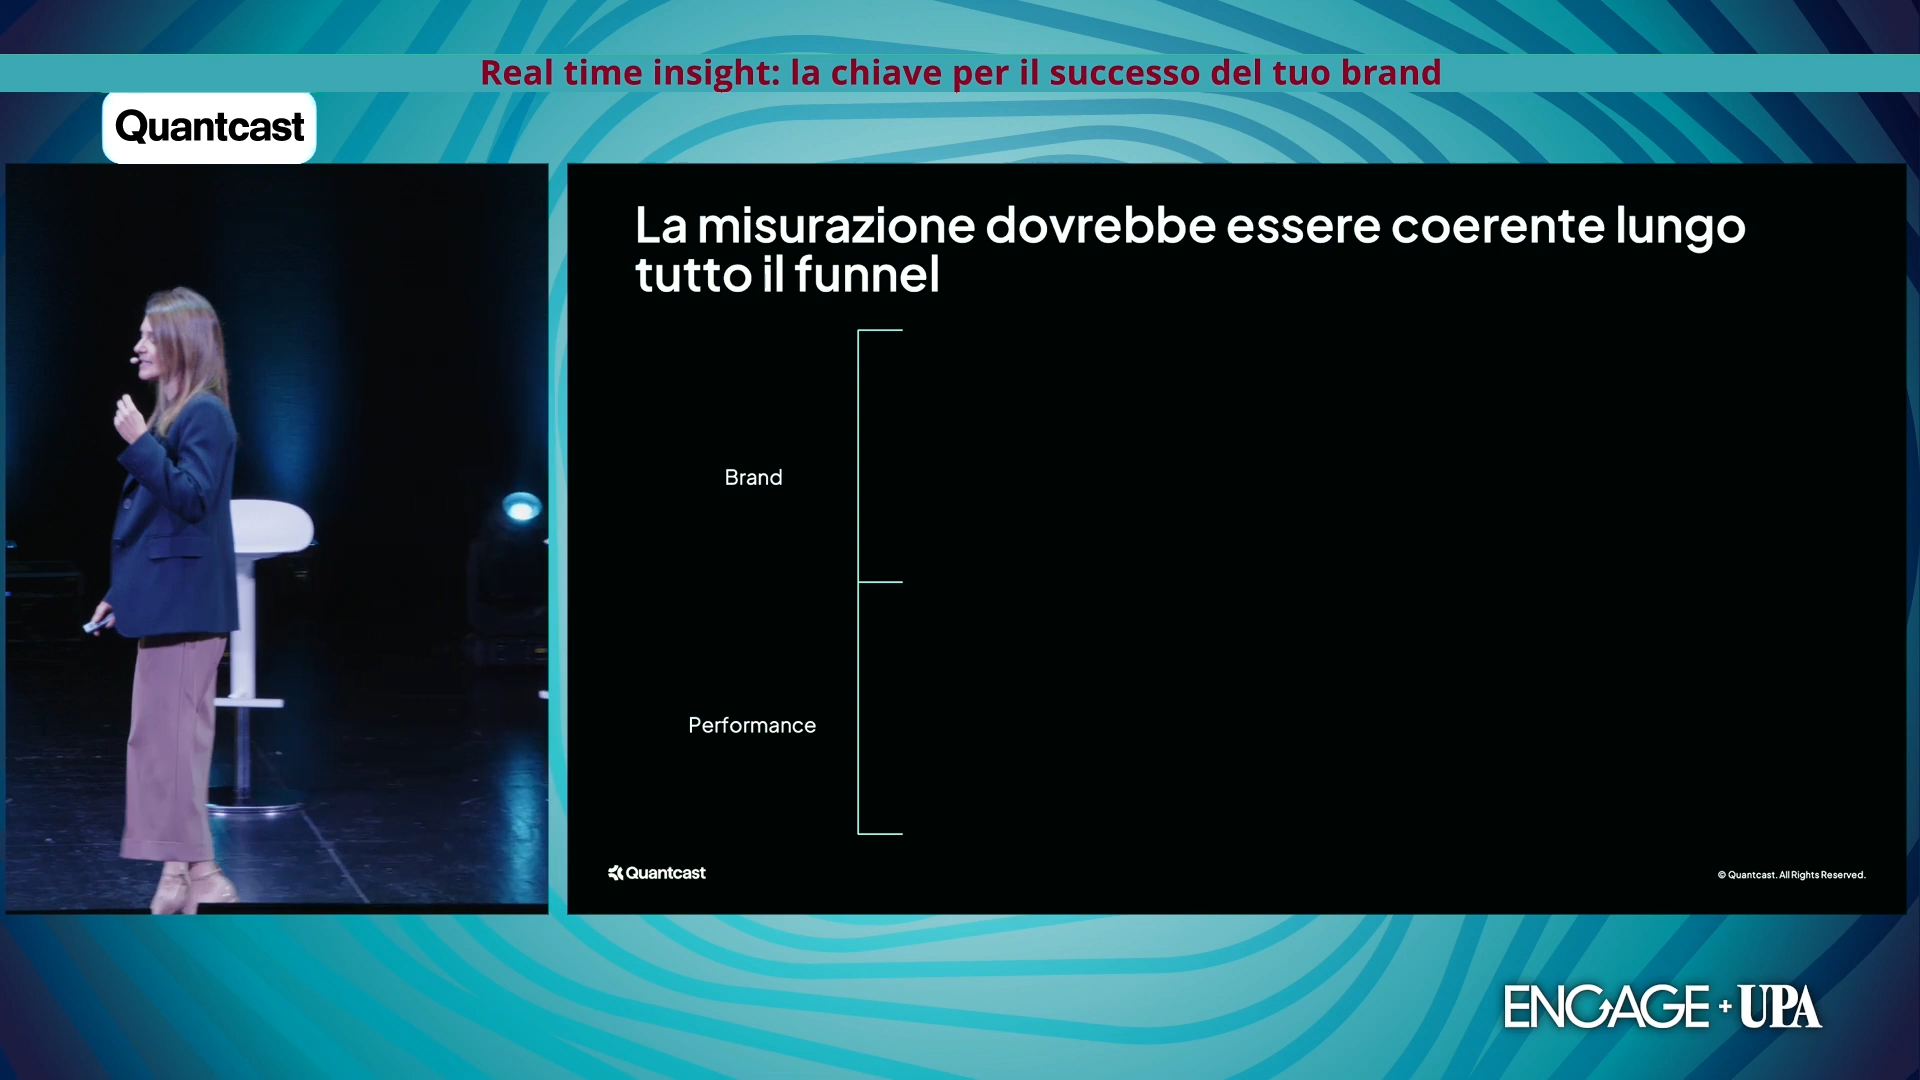 Real time insight: la chiave per il successo del tuo brand
Quantcast
La misurazione dovrebbe essere coerente lungo
tutto il funnel
Brand
Performance
Quantcast
© Quantcast. All Rights Reserved.
ENGAGE + UPA